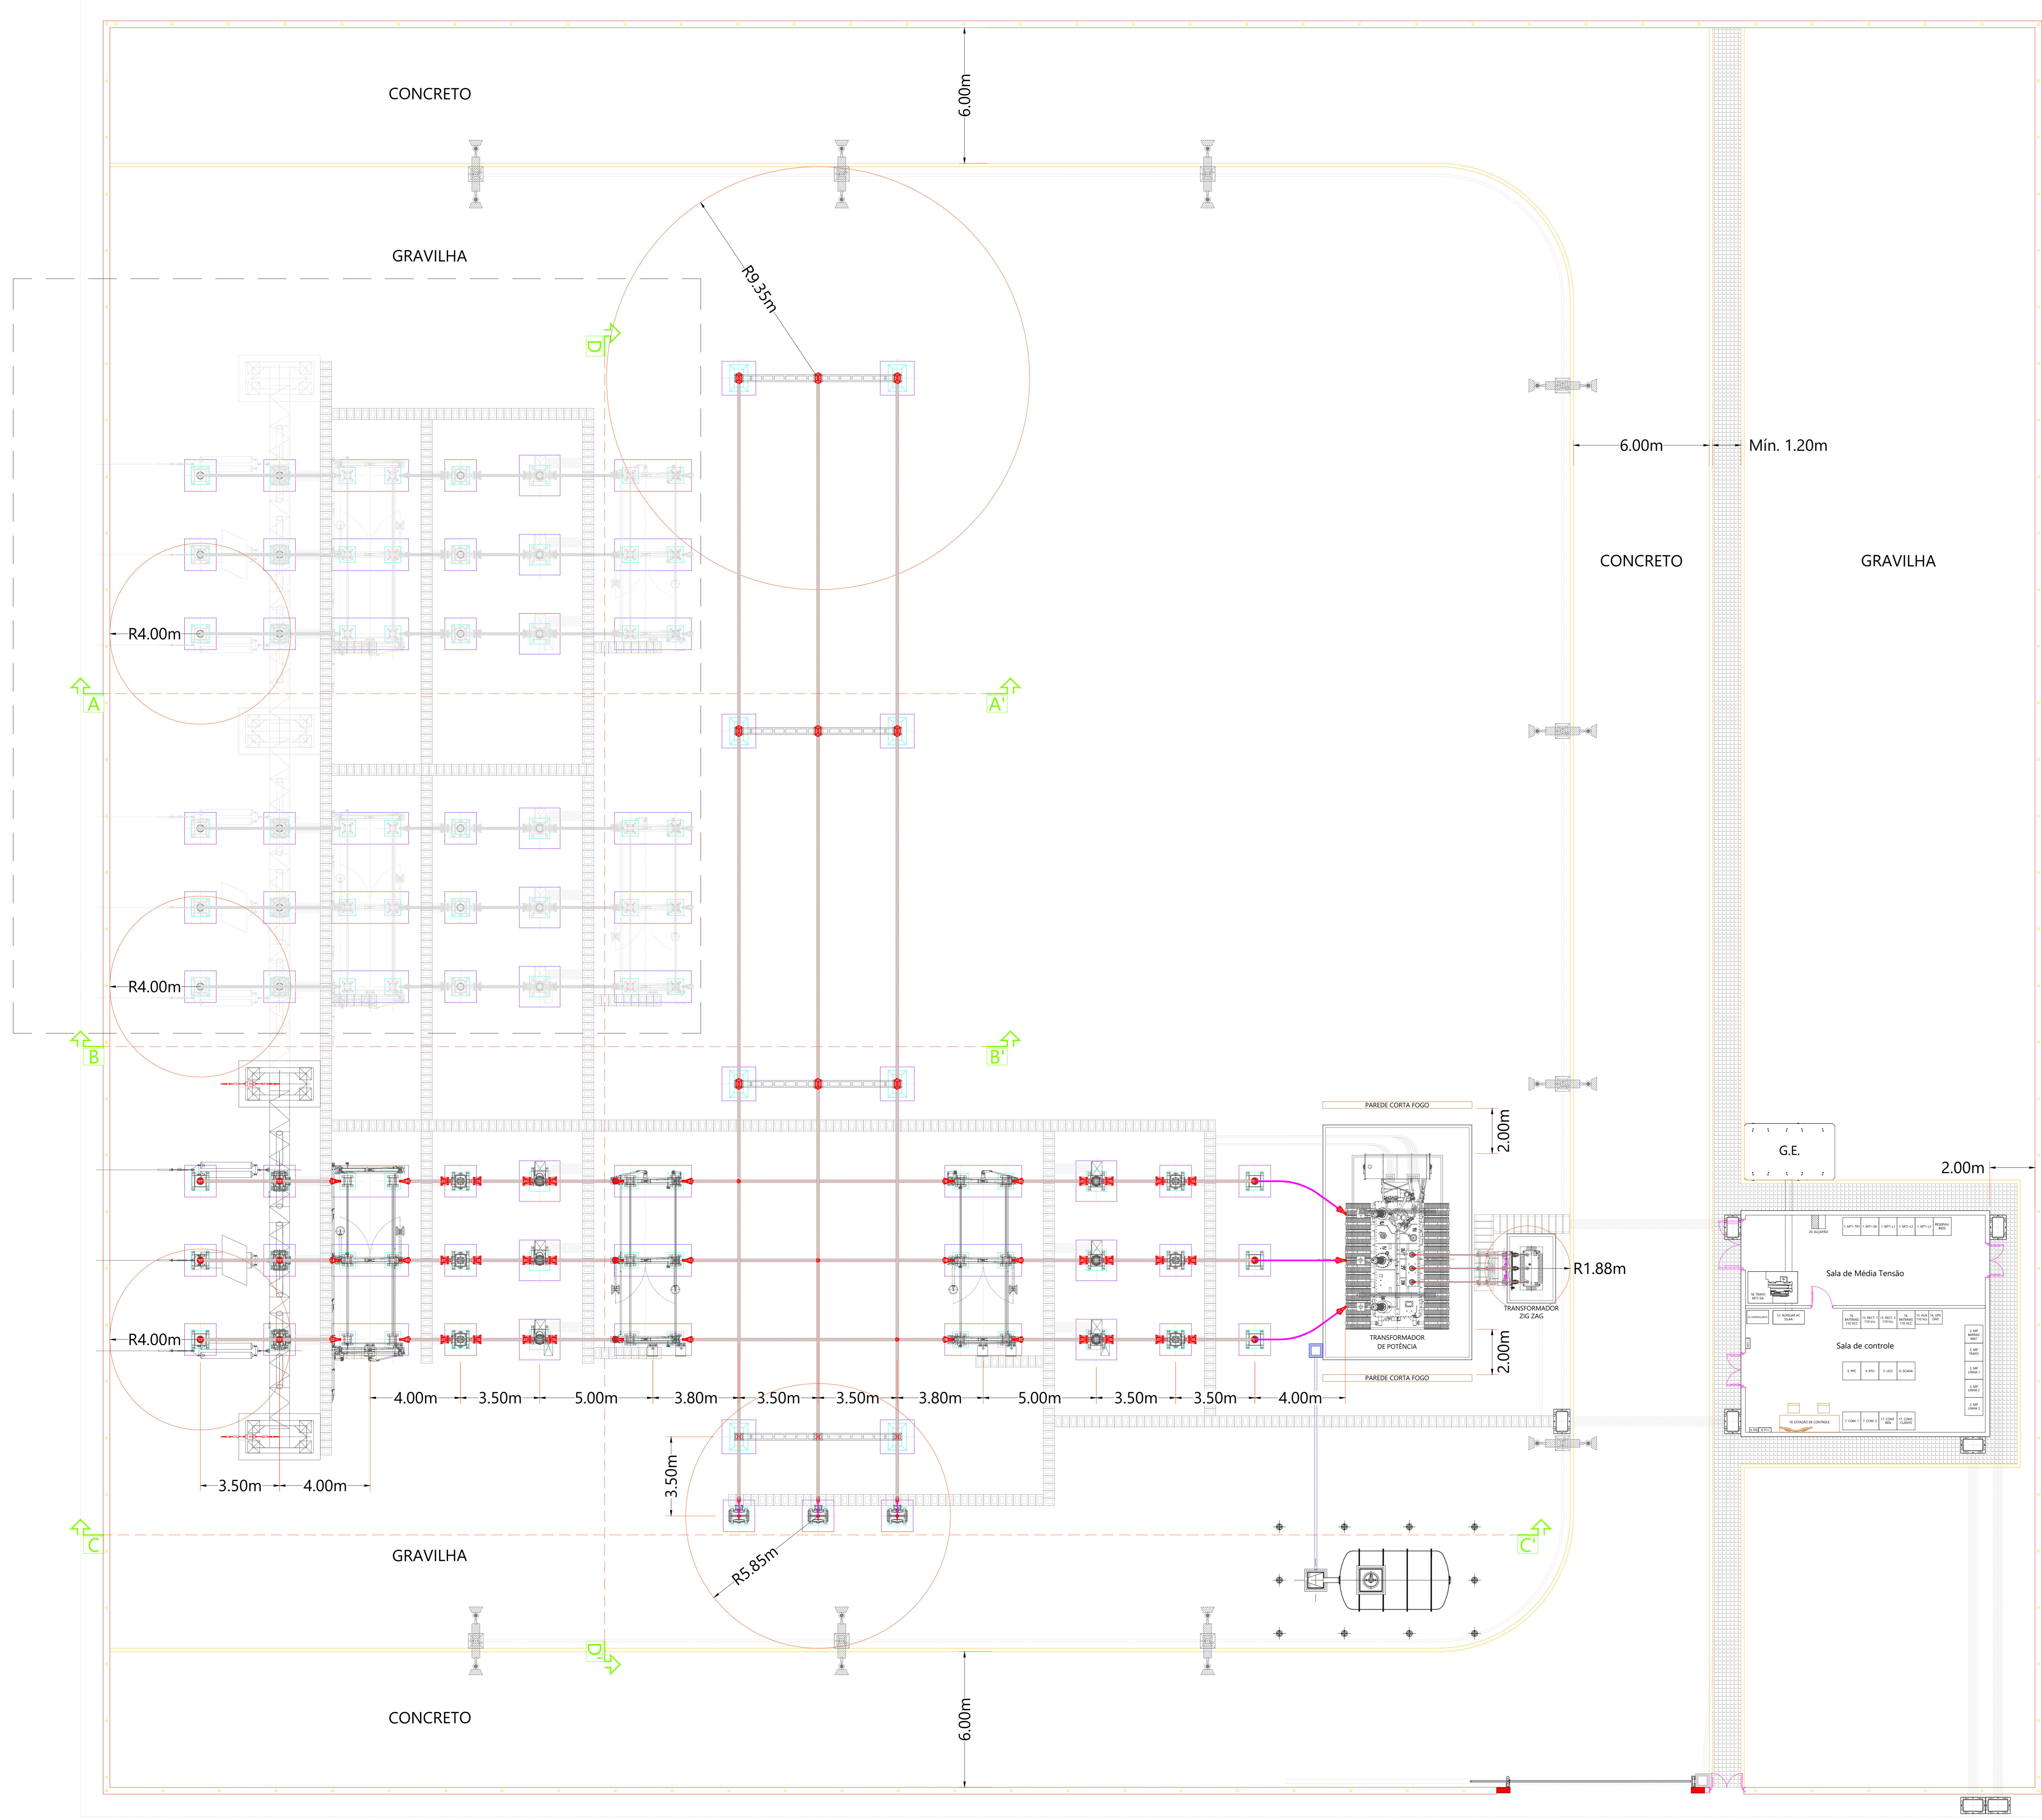 CONCRETO
6.00m
GRAVILHA
R9.35m
D
6.00m
Mín. 1.20m
CONCRETO
GRAVILHA
R4.00m
A
A'
R4.00m
B
B'
PAREDE CORTA FOGO
2.00m
G.E.
2.00m
R1.88m
Sala de Média Tensão
TRANSFORMADOR
ZIG ZAG
R4.00m
TRANSFORMADOR
DE POTÊNCIA
2.00m
Sala de controle
PAREDE CORTA FOGO
4.00m
3.50m
5.00m
3.80m
3.50m
3.50m
3.80m
5.00m
3.50m
3.50m
4.00m
3.50m
3.50m
4.00m
C
C'
GRAVILHA
R5.85m
D'
CONCRETO
6.00m